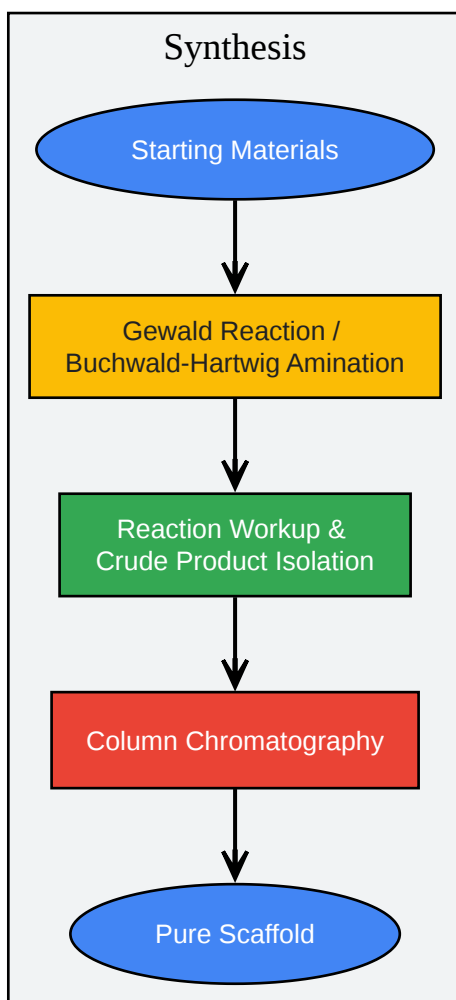 Synthesis
Starting Materials
Gewald Reaction /
Buchwald-Hartwig Amination
Reaction Workup &
Crude Product Isolation
Column Chromatography
Pure Scaffold